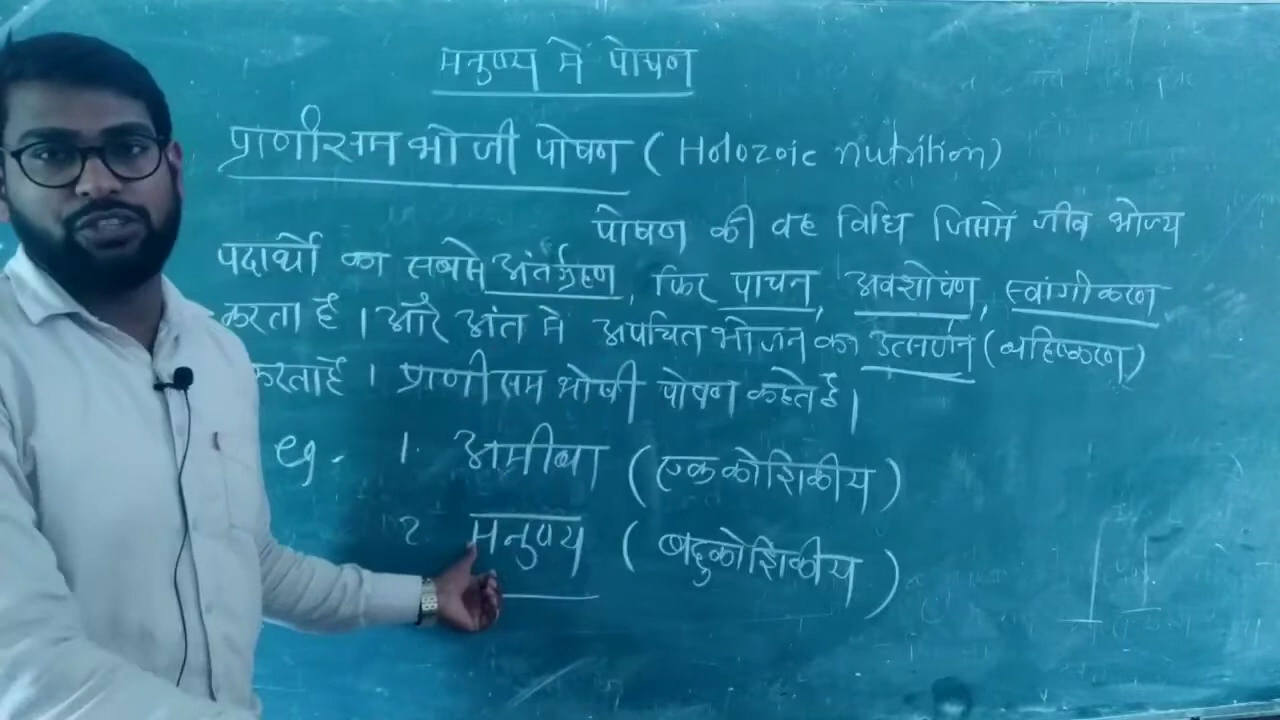 मनुष्य मे पोषण
प्राणीसम भोजी पोषण ( Holozoic nutrition)
पोषण की वह विधि जिसमे जीव भोज्य
पदार्थो का सबसे अंतर्ग्रहण, फिर पाचन, अवशोषण, स्वांगीकरण
करता है । और अंत मे अपचित भोजन का उत्सर्जन (बहिष्करण)
करता है । प्राणीसम भोजी पोषण कहते है ।
eg. 1. अमीबा (एककोशिकीय)
2. मनुष्य (बहुकोशिकीय)